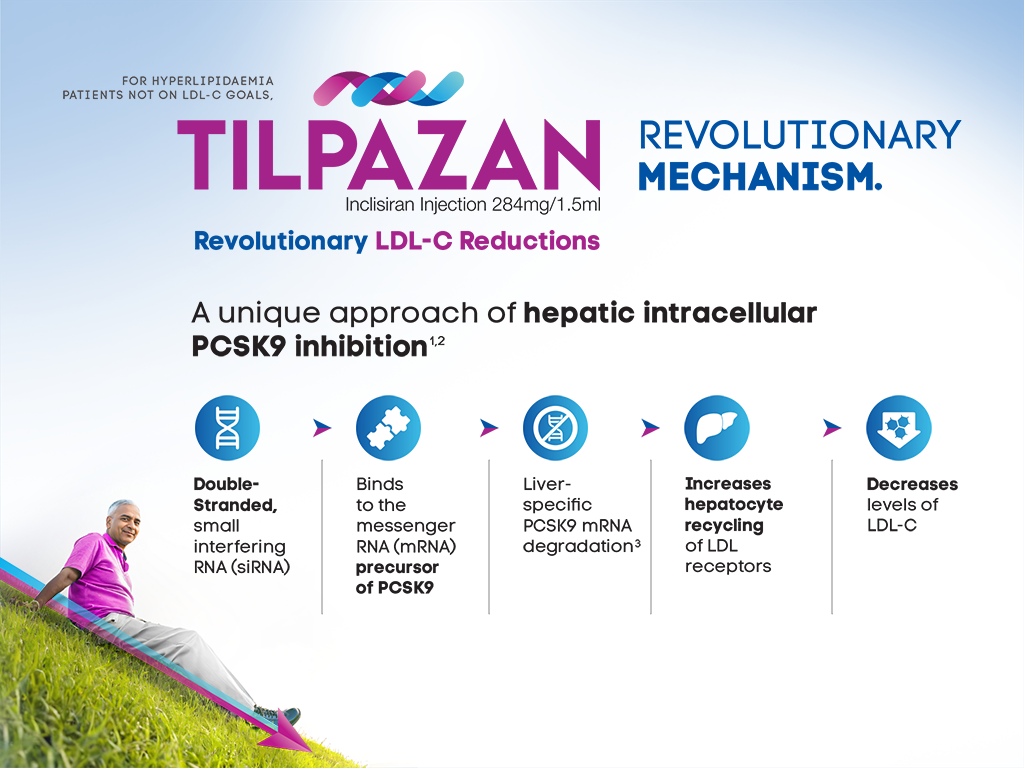 FOR HYPERLIPIDAEMIA
PATIENTS NOT ON LDL-C GOALS,
TILPAZAN
Inclisiran Injection 284mg/1.5ml
Revolutionary LDL-C Reductions
REVOLUTIONARY
MECHANISM.
A unique approach of hepatic intracellular
PCSK9 inhibition1,2
Double-
Stranded,
small
interfering
RNA (siRNA)
Binds
to the
messenger
RNA (mRNA)
precursor
of PCSK9
Liver-
specific
PCSK9 mRNA
degradation3
Increases
hepatocyte
recycling
of LDL
receptors
Decreases
levels of
LDL-C